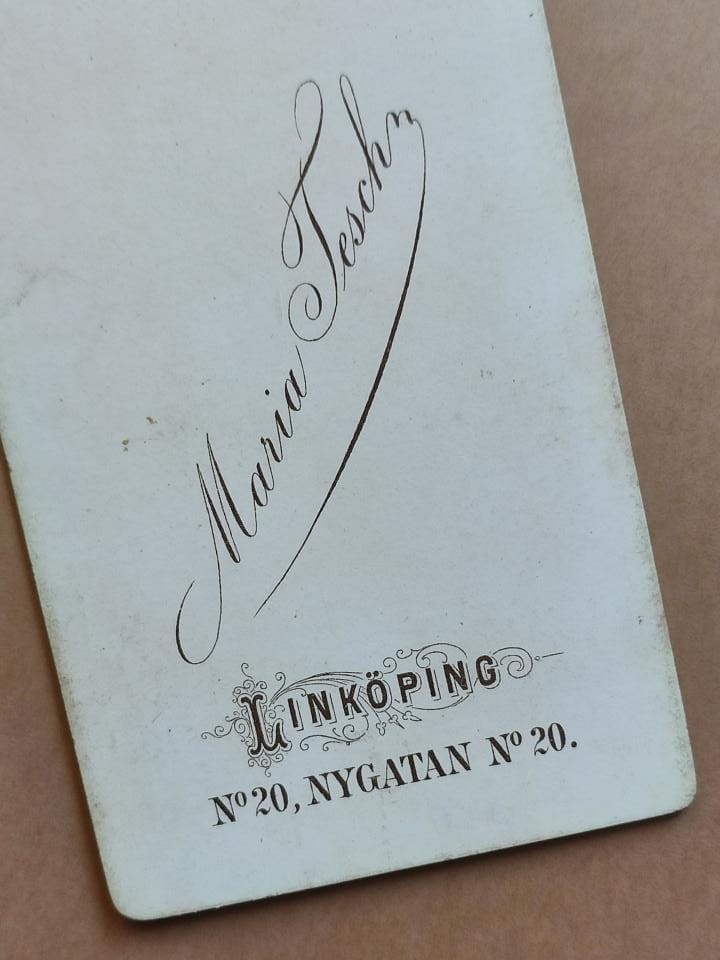 Maria Tesch
LINKÖPING
Nº 20, NYGATAN Nº 20.